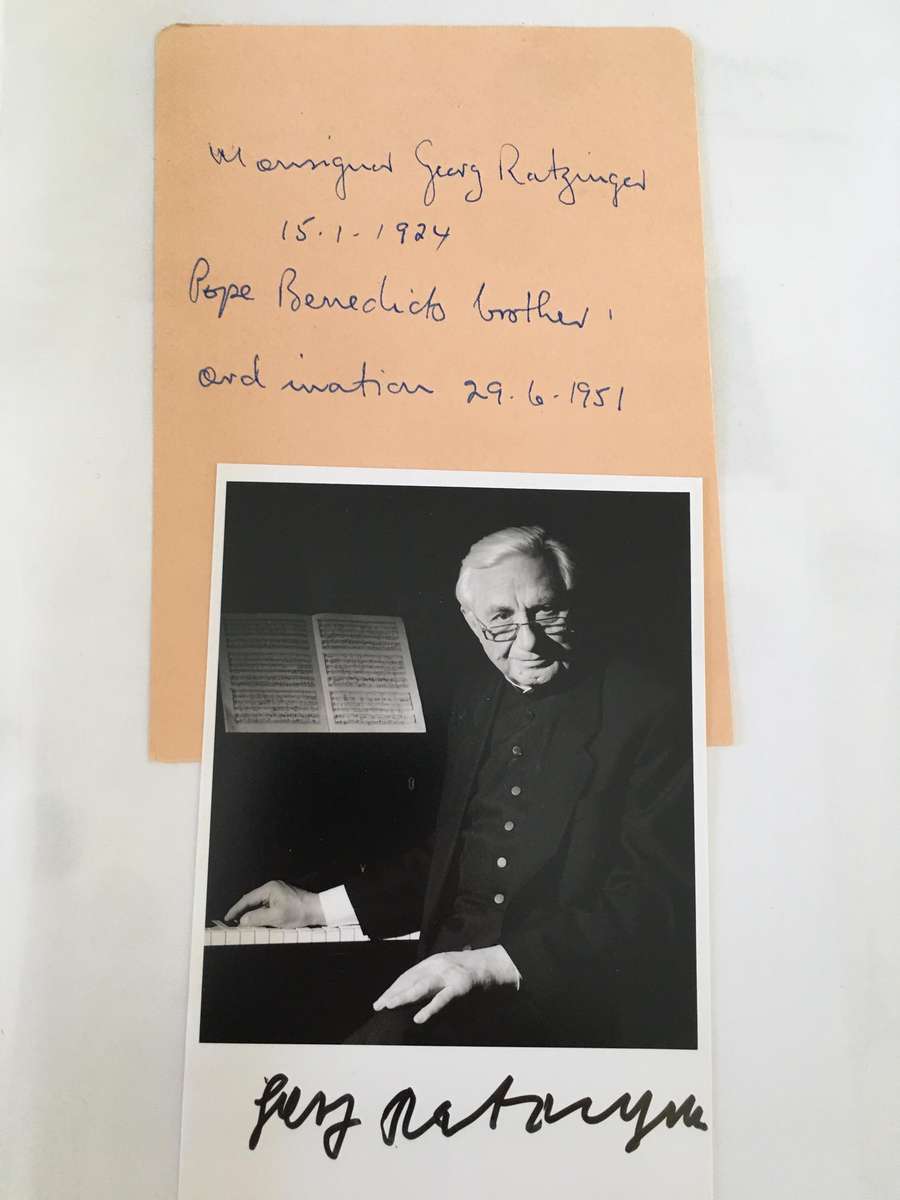 Monsignor Georg Ratzinger
15.1.1924
Pope Benedicts brother
ordination 29.6.1951
Georg Ratzinger